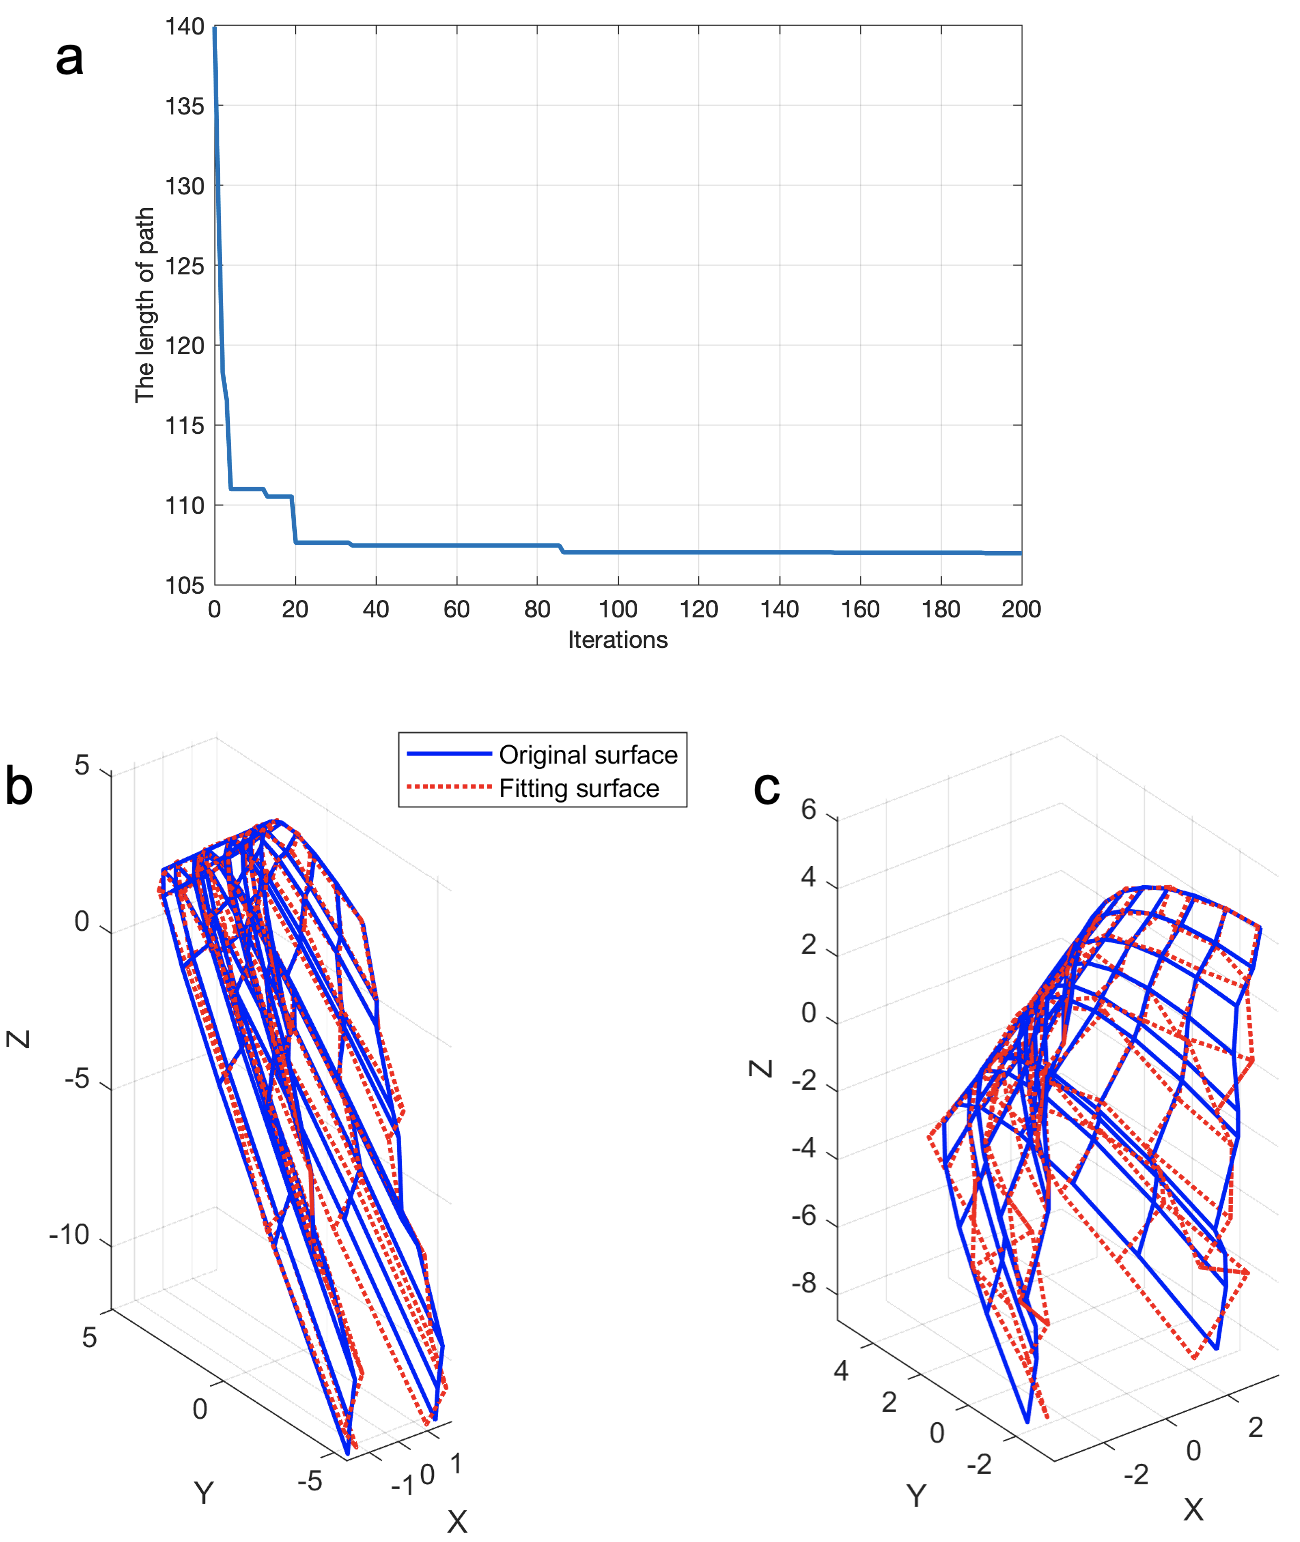 a
140
135
130
125
120
115
110
105
The length of path
0 20 40 60 80 100 120 140 160 180 200
Iterations
b
Original surface
Fitting surface
5
0
-5
-10
Z
5
0
-5
Y
-1 0 1
X
c
6
4
2
0
-2
-4
-6
-8
Z
4
2
0
-2
Y
-2 0 2
X